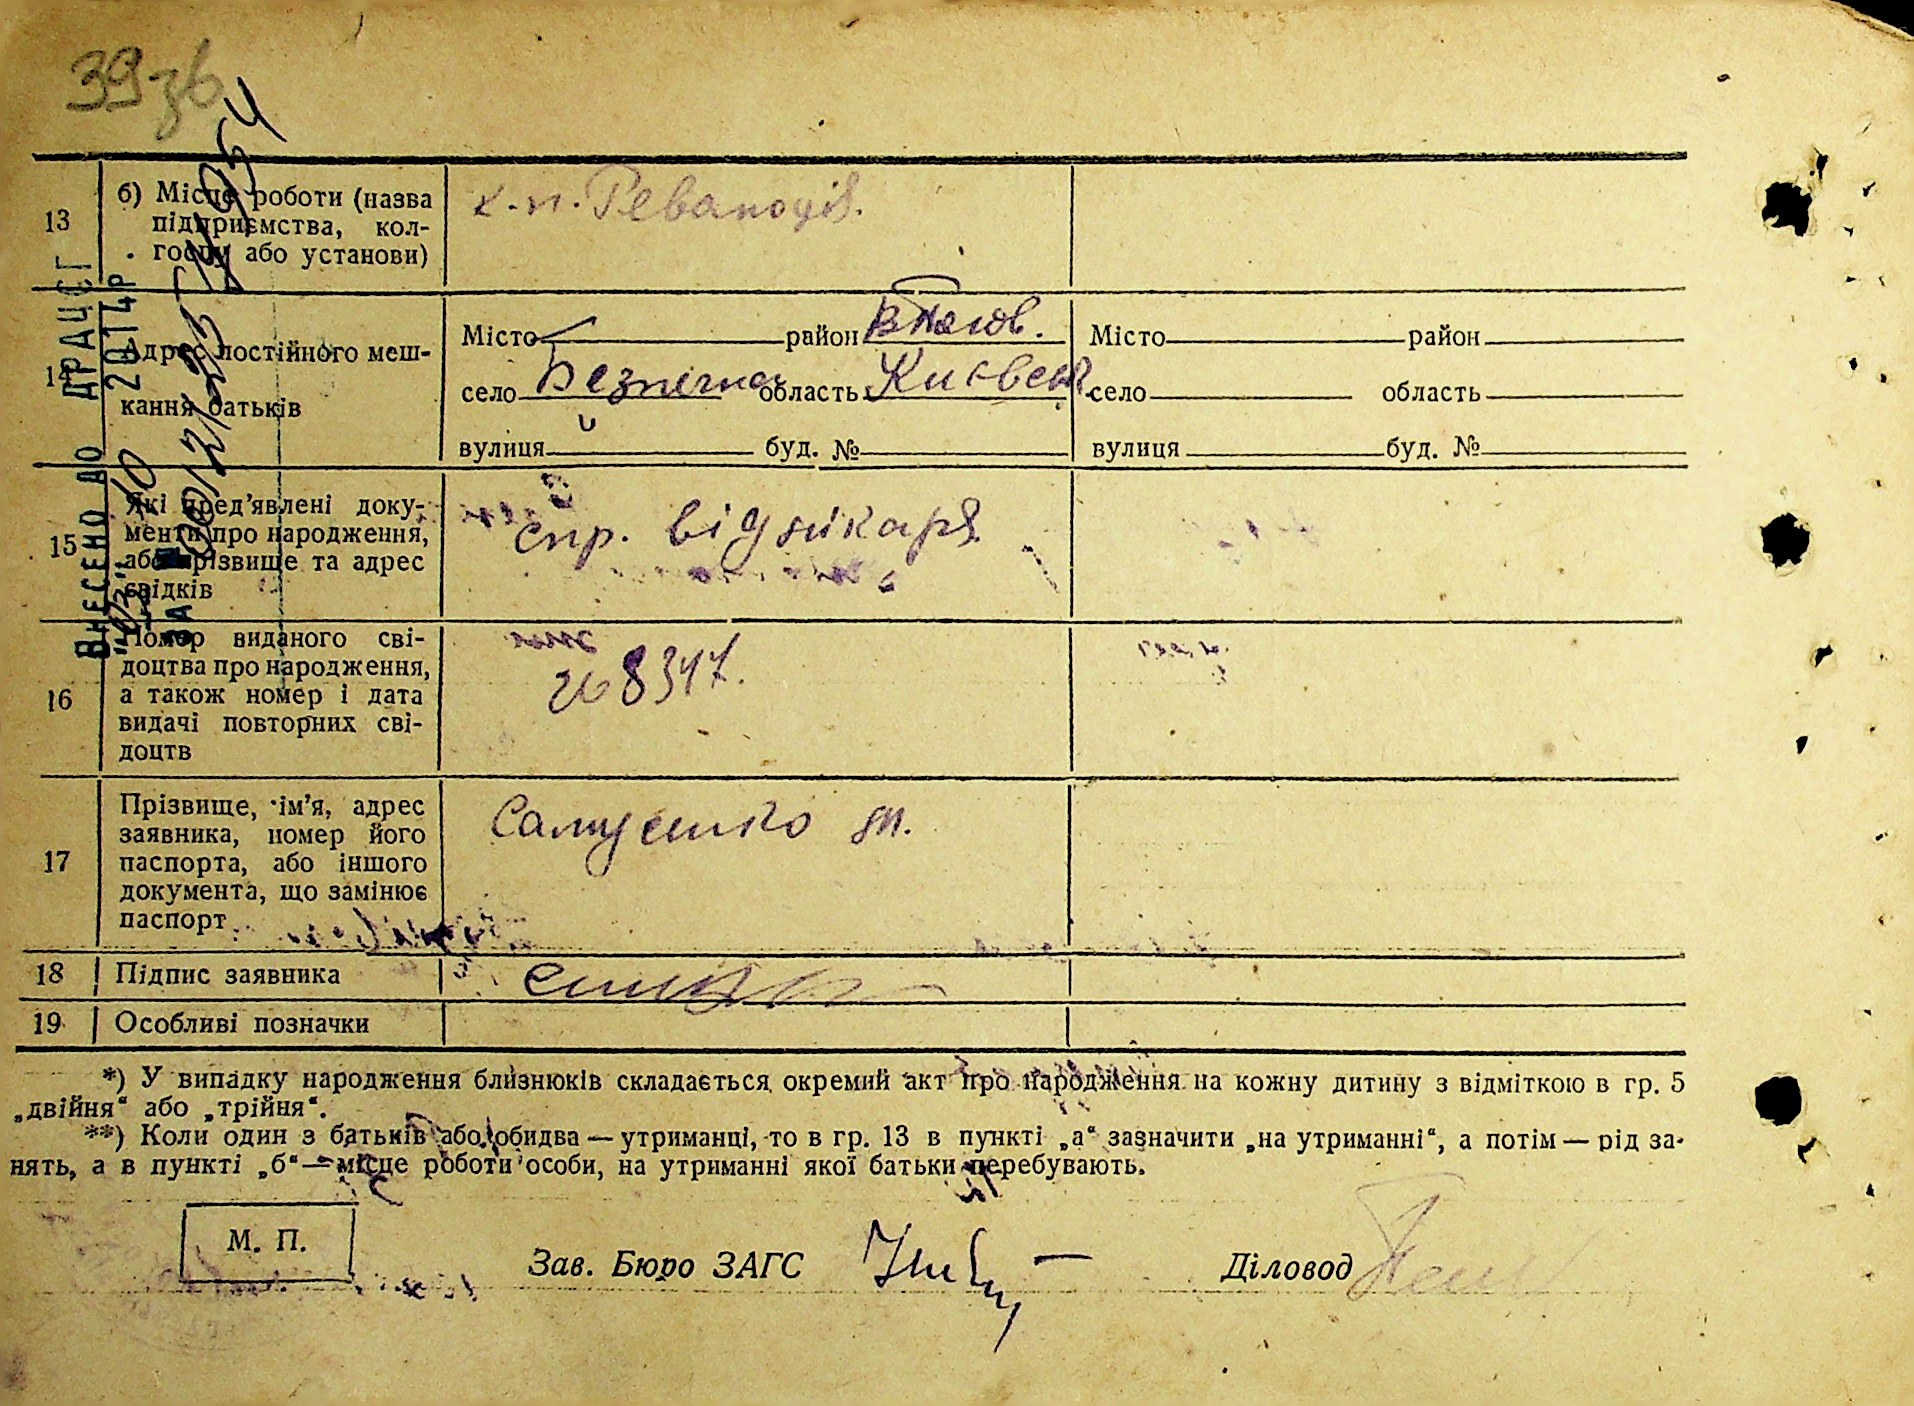 39 зв
13
б) Місце роботи (назва
підприємства, кол-
госпу або установи)
к.п.
14
Адрес постійного меш-
кання батьків
Місто район
село Безпечна область Києвськ
вулиця буд. №
Місто район
село область
вулиця буд. №
15
Які пред’явлені доку-
менти про народження,
або прізвище та адрес
свідків
спр. від лікаря
16
Номер виданого сві-
доцтва про народження,
а також номер і дата
видачі повторних сві-
доцтв
268347.
17
Прізвище, ім’я, адрес
заявника, номер його
паспорта, або іншого
документа, що замінює
паспорт
18
Підпис заявника
19
Особливі позначки
*) У випадку народження близнюків складається окремий акт про народження на кожну дитину з відміткою в гр. 5
„двійня“ або „трійня“.
**) Коли один з батьків або обидва — утриманці, то в гр. 13 в пункті „а“ зазначити „на утриманні“, а потім — рід за-
нять, а в пункті „б“ — місце роботи особи, на утриманні якої батьки перебувають.
М. П.
Зав. Бюро ЗАГС
Діловод
ВНЕСЕНО ДО ДРАЦСГ
"03" 10 2014р.
ЗА №